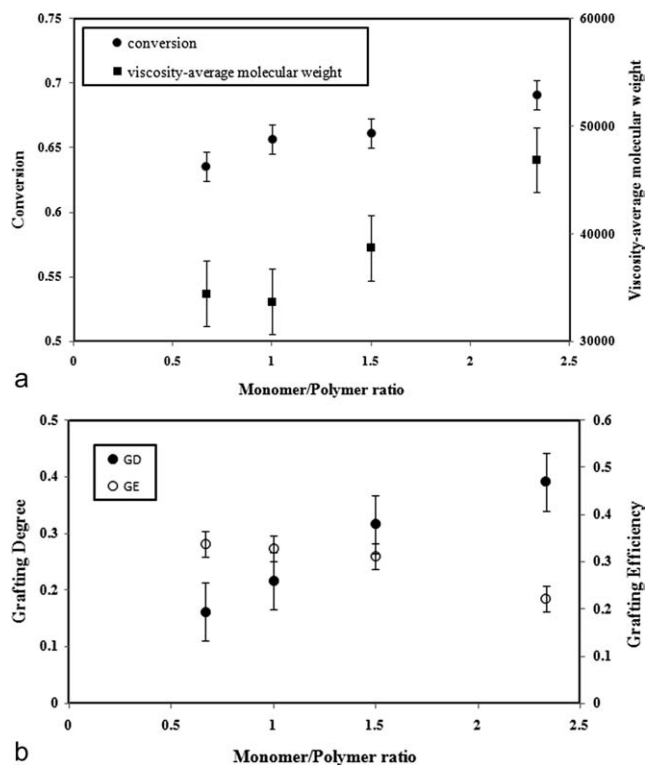 0.75
60000
conversion
viscosity-average molecular weight
0.7
50000
0.65
Conversion
Viscosity-average molecular weight
0.6
40000
0.55
0.5
30000
0
0.5
1
1.5
2
2.5
a
Monomer/Polymer ratio
0.5
0.6
GD
GE
0.4
0.5
0.4
0.3
Grafting Degree
0.3
Grafting Efficiency
0.2
0.2
0.1
0.1
0
0
0
0.5
1
1.5
2
2.5
b
Monomer/Polymer ratio